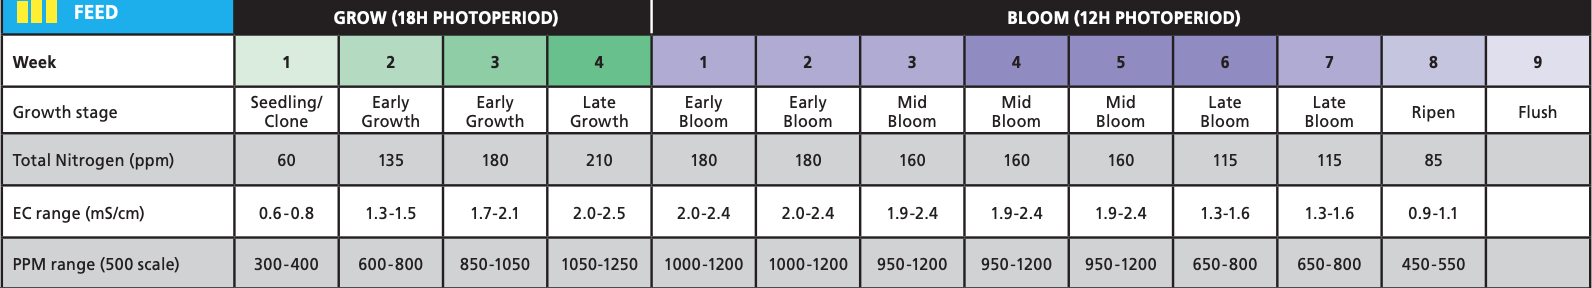 FEED GROW (18H PHOTOPERIOD) BLOOM (12H PHOTOPERIOD)
Week 1 2 3 4 1 2 3 4 5 6 7 8 9
Growth stage Seedling/ Clone Early Growth Early Growth Late Growth Early Bloom Early Bloom Mid Bloom Mid Bloom Mid Bloom Late Bloom Late Bloom Ripen Flush
Total Nitrogen (ppm) 60 135 180 210 180 180 160 160 160 115 115 85
EC range (mS/cm) 0.6-0.8 1.3-1.5 1.7-2.1 2.0-2.5 2.0-2.4 2.0-2.4 1.9-2.4 1.9-2.4 1.9-2.4 1.3-1.6 1.3-1.6 0.9-1.1
PPM range (500 scale) 300-400 600-800 850-1050 1050-1250 1000-1200 1000-1200 950-1200 950-1200 950-1200 650-800 650-800 450-550